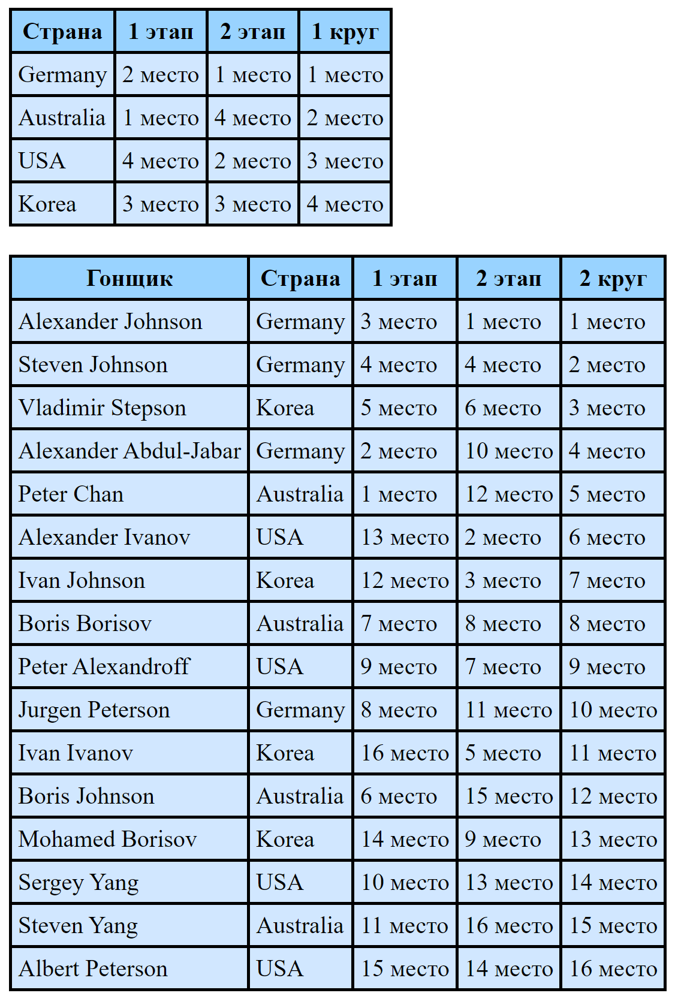 Страна 1 этап 2 этап 1 круг
Germany 2 место 1 место 1 место
Australia 1 место 4 место 2 место
USA 4 место 2 место 3 место
Korea 3 место 3 место 4 место
Гонщик Страна 1 этап 2 этап 2 круг
Alexander Johnson Germany 3 место 1 место 1 место
Steven Johnson Germany 4 место 4 место 2 место
Vladimir Stepson Korea 5 место 6 место 3 место
Alexander Abdul-Jabar Germany 2 место 10 место 4 место
Peter Chan Australia 1 место 12 место 5 место
Alexander Ivanov USA 13 место 2 место 6 место
Ivan Johnson Korea 12 место 3 место 7 место
Boris Borisov Australia 7 место 8 место 8 место
Peter Alexandroff USA 9 место 7 место 9 место
Jurgen Peterson Germany 8 место 11 место 10 место
Ivan Ivanov Korea 16 место 5 место 11 место
Boris Johnson Australia 6 место 15 место 12 место
Mohamed Borisov Korea 14 место 9 место 13 место
Sergey Yang USA 10 место 13 место 14 место
Steven Yang Australia 11 место 16 место 15 место
Albert Peterson USA 15 место 14 место 16 место